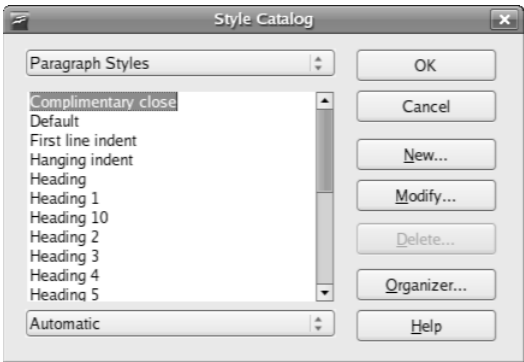 Style Catalog
Paragraph Styles
Complimentary close
Default
First line indent
Hanging indent
Heading
Heading 1
Heading 10
Heading 2
Heading 3
Heading 4
Heading 5
Automatic
OK
Cancel
New...
Modify...
Delete...
Organizer...
Help